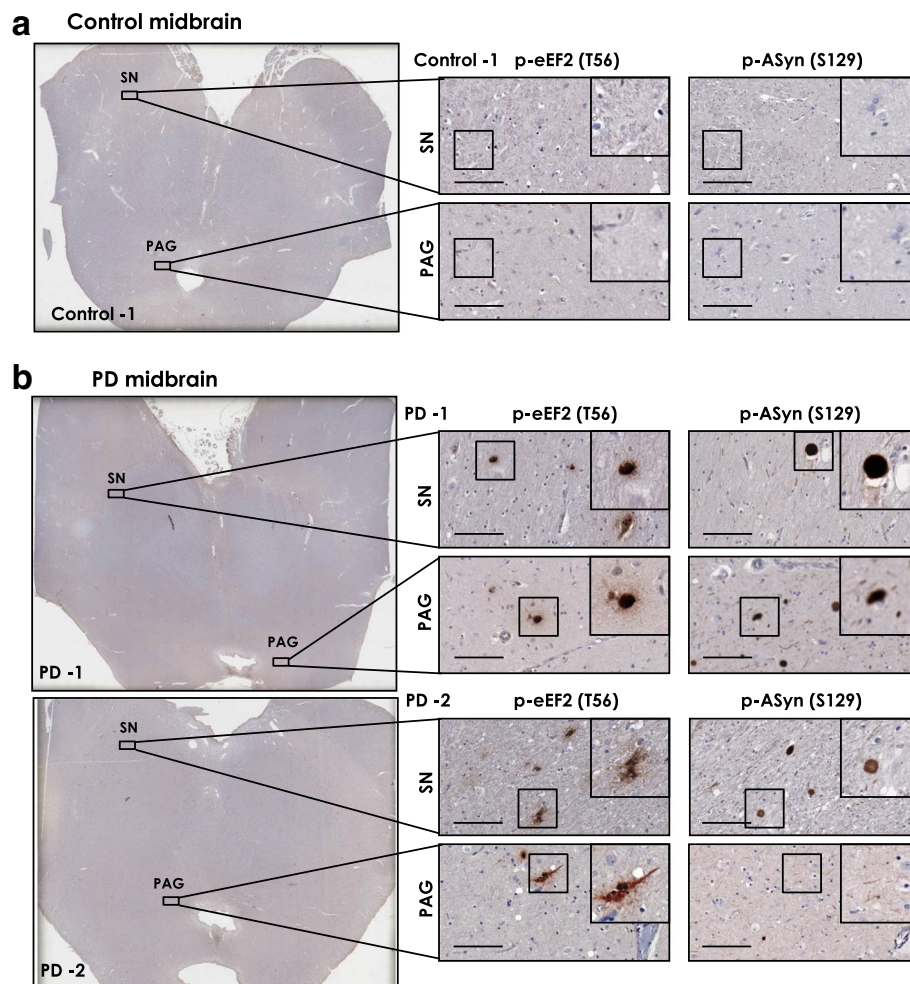 a Control midbrain
SN
PAG
Control -1
Control -1 p-eEF2 (T56) p-ASyn (S129)
SN
PAG
b PD midbrain
SN
PAG
PD -1
PD -1 p-eEF2 (T56) p-ASyn (S129)
SN
PAG
SN
PAG
PD -2
PD -2 p-eEF2 (T56) p-ASyn (S129)
SN
PAG